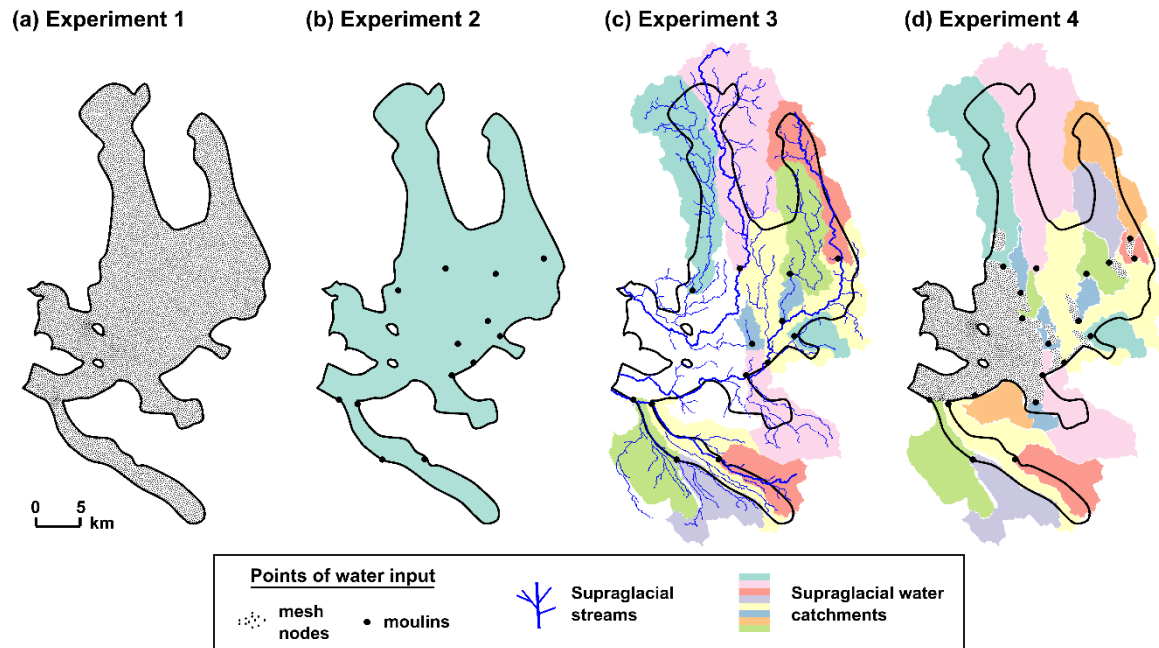 (a) Experiment 1
(b) Experiment 2
(c) Experiment 3
(d) Experiment 4
0 5
km
Points of water input
mesh
nodes
moulins
Supraglacial
streams
Supraglacial water
catchments